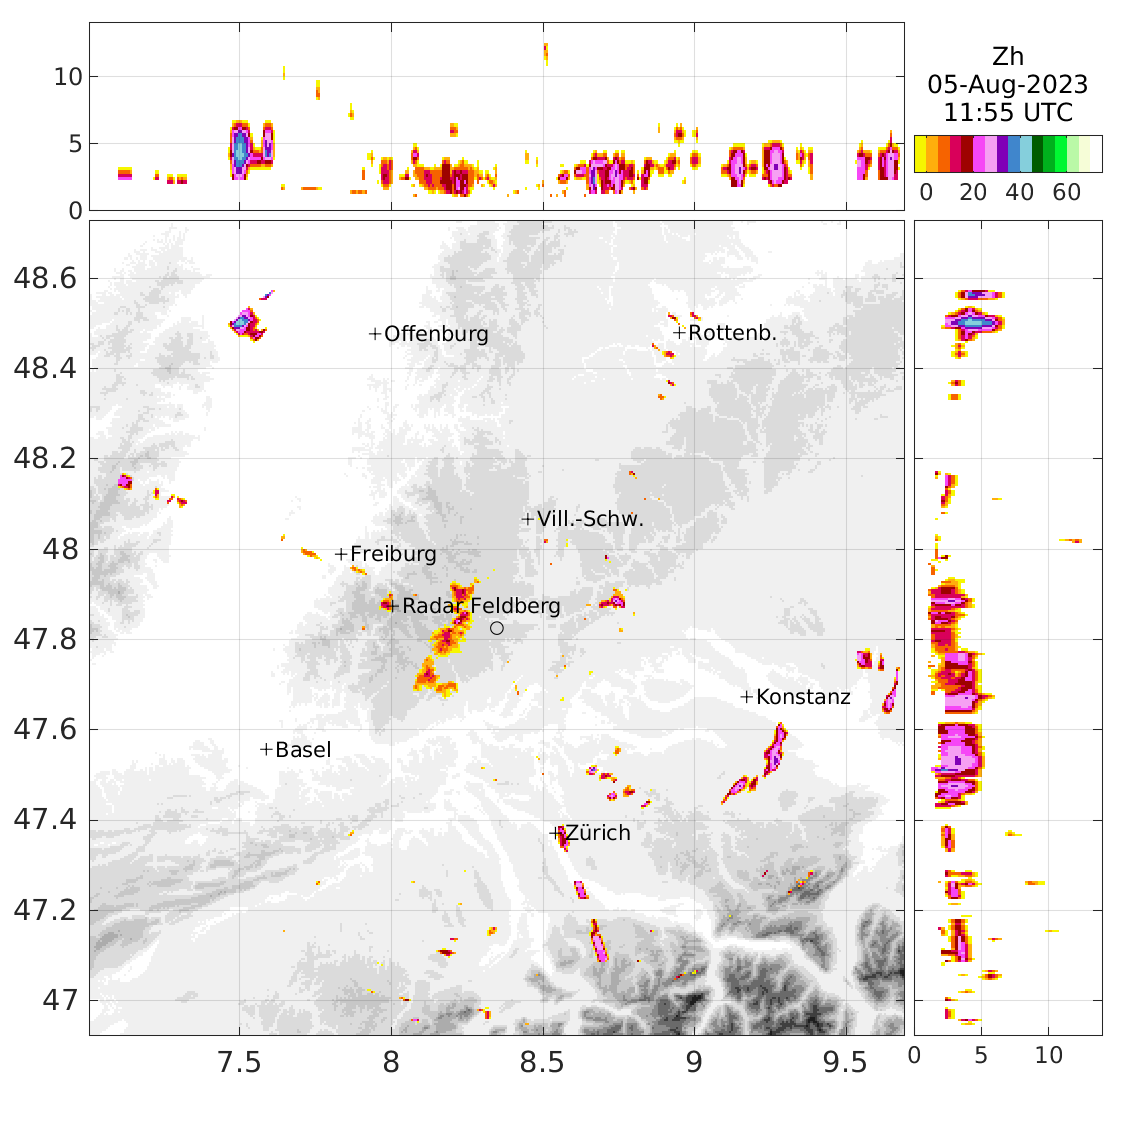 10
5
0
Zh
05-Aug-2023
11:55 UTC
0 20 40 60
48.6
48.4
48.2
48
47.8
47.6
47.4
47.2
47
Offenburg
Rottenb.
Vill.-Schw.
Freiburg
Radar Feldberg
Konstanz
Basel
Zürich
7.5 8 8.5 9 9.5
0 5 10